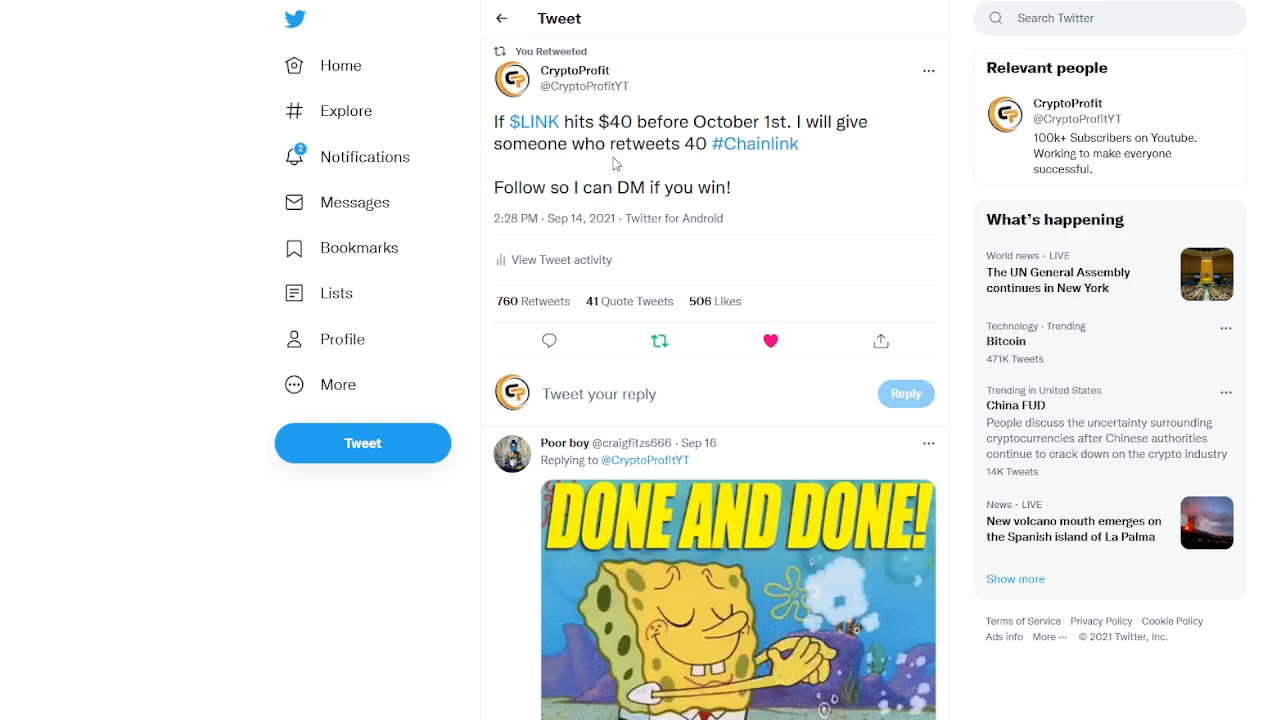 Home
Explore
2
Notifications
Messages
Bookmarks
Lists
Profile
More
Tweet
Tweet
You Retweeted
CryptoProfit
@CryptoProfitYT
If $LINK hits $40 before October 1st. I will give
someone who retweets 40 #Chainlink
Follow so I can DM if you win!
2:28 PM · Sep 14, 2021 · Twitter for Android
View Tweet activity
760 Retweets 41 Quote Tweets 506 Likes
Tweet your reply
Reply
Poor boy @craigfitzs666 · Sep 16
Replying to @CryptoProfitYT
DONE AND DONE!
Search Twitter
Relevant people
CryptoProfit
@CryptoProfitYT
100k+ Subscribers on Youtube.
Working to make everyone
successful.
What's happening
World news · LIVE
The UN General Assembly
continues in New York
Technology · Trending
Bitcoin
471K Tweets
Trending in United States
China FUD
People discuss the uncertainty surrounding
cryptocurrencies after Chinese authorities
continue to crack down on the crypto industry
14K Tweets
News · LIVE
New volcano mouth emerges on
the Spanish island of La Palma
Show more
Terms of Service Privacy Policy Cookie Policy
Ads info More ··· © 2021 Twitter, Inc.